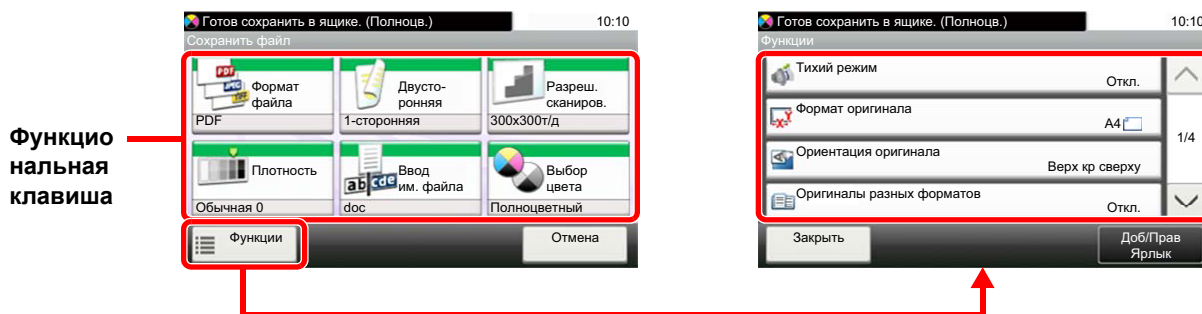 Функцио
нальная
клавиша
Готов сохранить в ящике. (Полноцв.) 10:10
Сохранить файл
PDF
JPEG
TIFF
Формат
файла
PDF
Двусто-
ронняя
1-сторонняя
Разреш.
сканиров.
300x300т/д
Плотность
Обычная 0
abcde
Ввод
им. файла
doc
Выбор
цвета
Полноцветный
Функции
Отмена
Готов сохранить в ящике. (Полноцв.) 10:10
Функции
Тихий режим
Откл.
Формат оригинала
A4
Ориентация оригинала
Верх кр сверху
Оригиналы разных форматов
Откл.
1/4
Закрыть
Доб/Прав
Ярлык